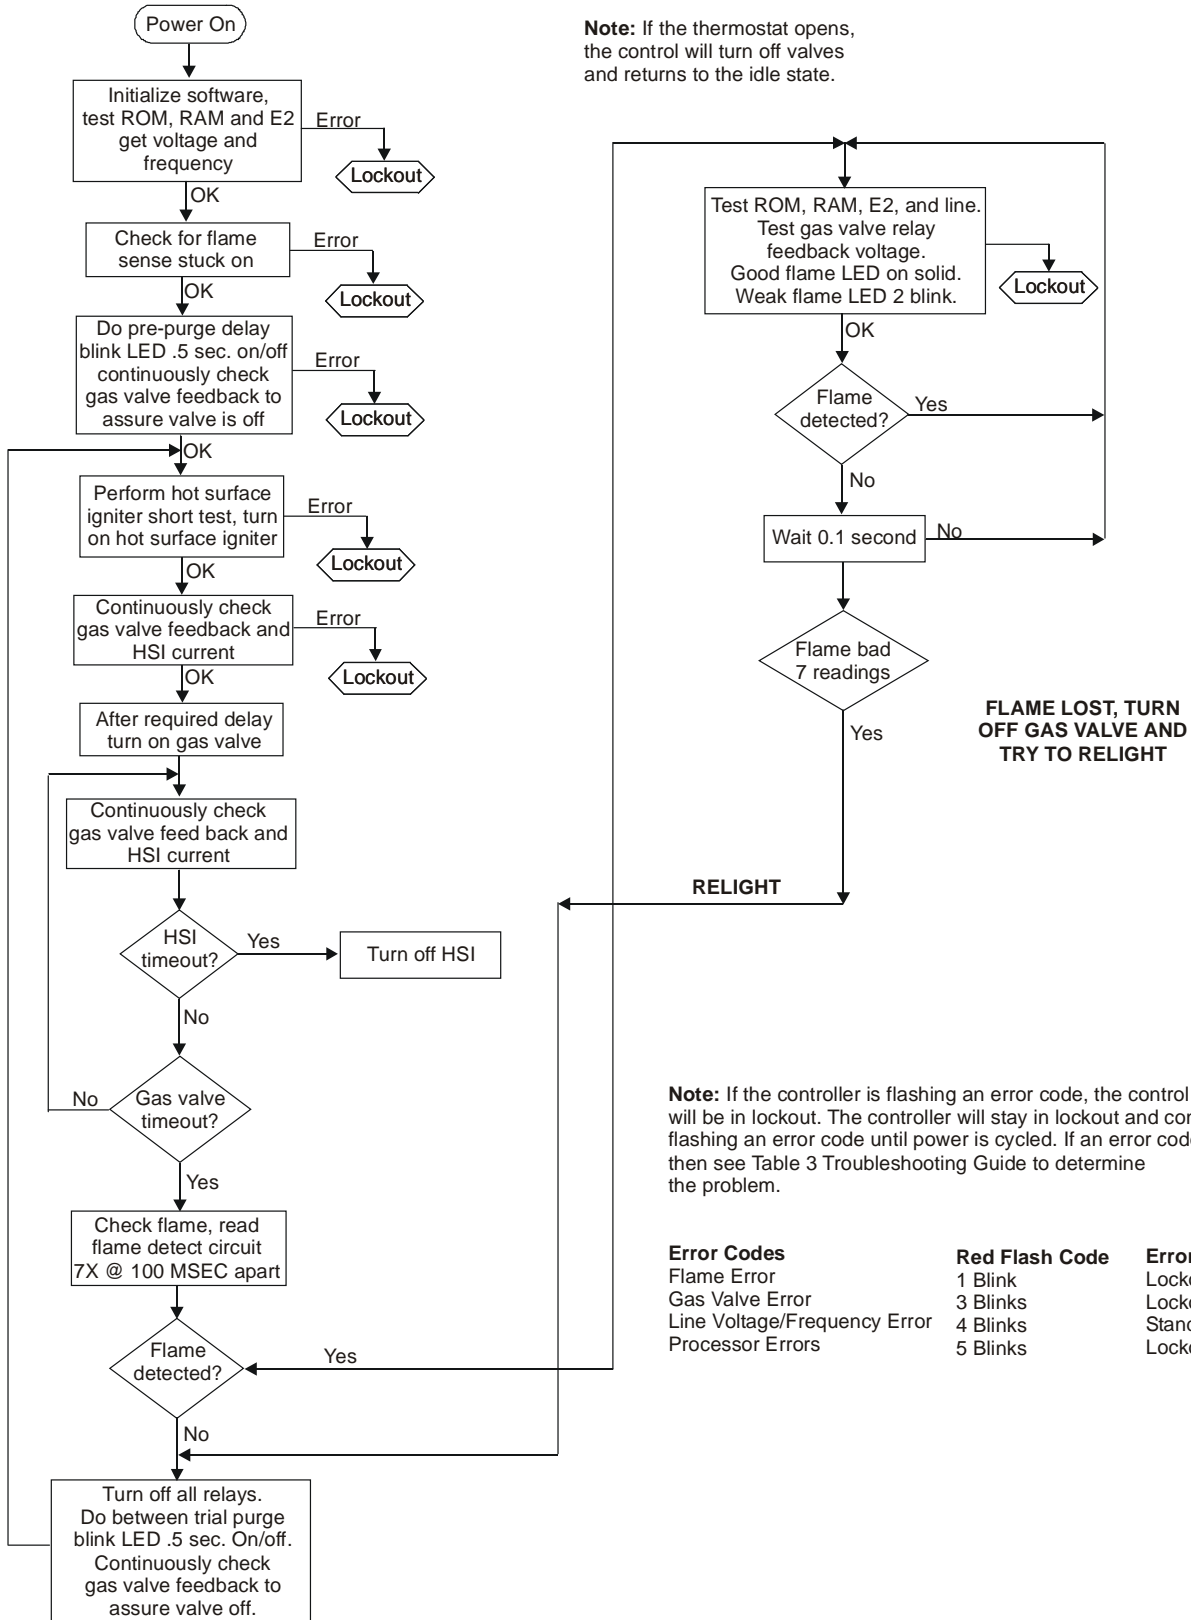 Power On
Note: If the thermostat opens,
the control will turn off valves
and returns to the idle state.
Initialize software,
test ROM, RAM and E2
get voltage and
frequency
Error
Lockout
OK
Check for flame
sense stuck on
Error
Lockout
OK
Do pre-purge delay
blink LED .5 sec. on/off
continuously check
gas valve feedback to
assure valve is off
Error
Lockout
OK
Perform hot surface
igniter short test, turn
on hot surface igniter
Error
Lockout
OK
Continuously check
gas valve feedback and
HSI current
Error
Lockout
OK
After required delay
turn on gas valve
Continuously check
gas valve feed back and
HSI current
HSI
timeout?
Yes
Turn off HSI
No
Gas valve
timeout?
No
Yes
Check flame, read
flame detect circuit
7X @ 100 MSEC apart
Flame
detected?
Yes
No
Turn off all relays.
Do between trial purge
blink LED .5 sec. On/off.
Continuously check
gas valve feedback to
assure valve off.
Test ROM, RAM, E2, and line.
Test gas valve relay
feedback voltage.
Good flame LED on solid.
Weak flame LED 2 blink.
Lockout
OK
Flame
detected?
Yes
No
Wait 0.1 second
No
Flame bad
7 readings
Yes
FLAME LOST, TURN
OFF GAS VALVE AND
TRY TO RELIGHT
RELIGHT
Note: If the controller is flashing an error code, the control
will be in lockout. The controller will stay in lockout and
flashing an error code until power is cycled. If an error
then see Table 3 Troubleshooting Guide to determine
the problem.
Error Codes Red Flash Code Error
Flame Error 1 Blink
Gas Valve Error 3 Blinks
Line Voltage/Frequency Error 4 Blinks
Processor Errors 5 Blinks